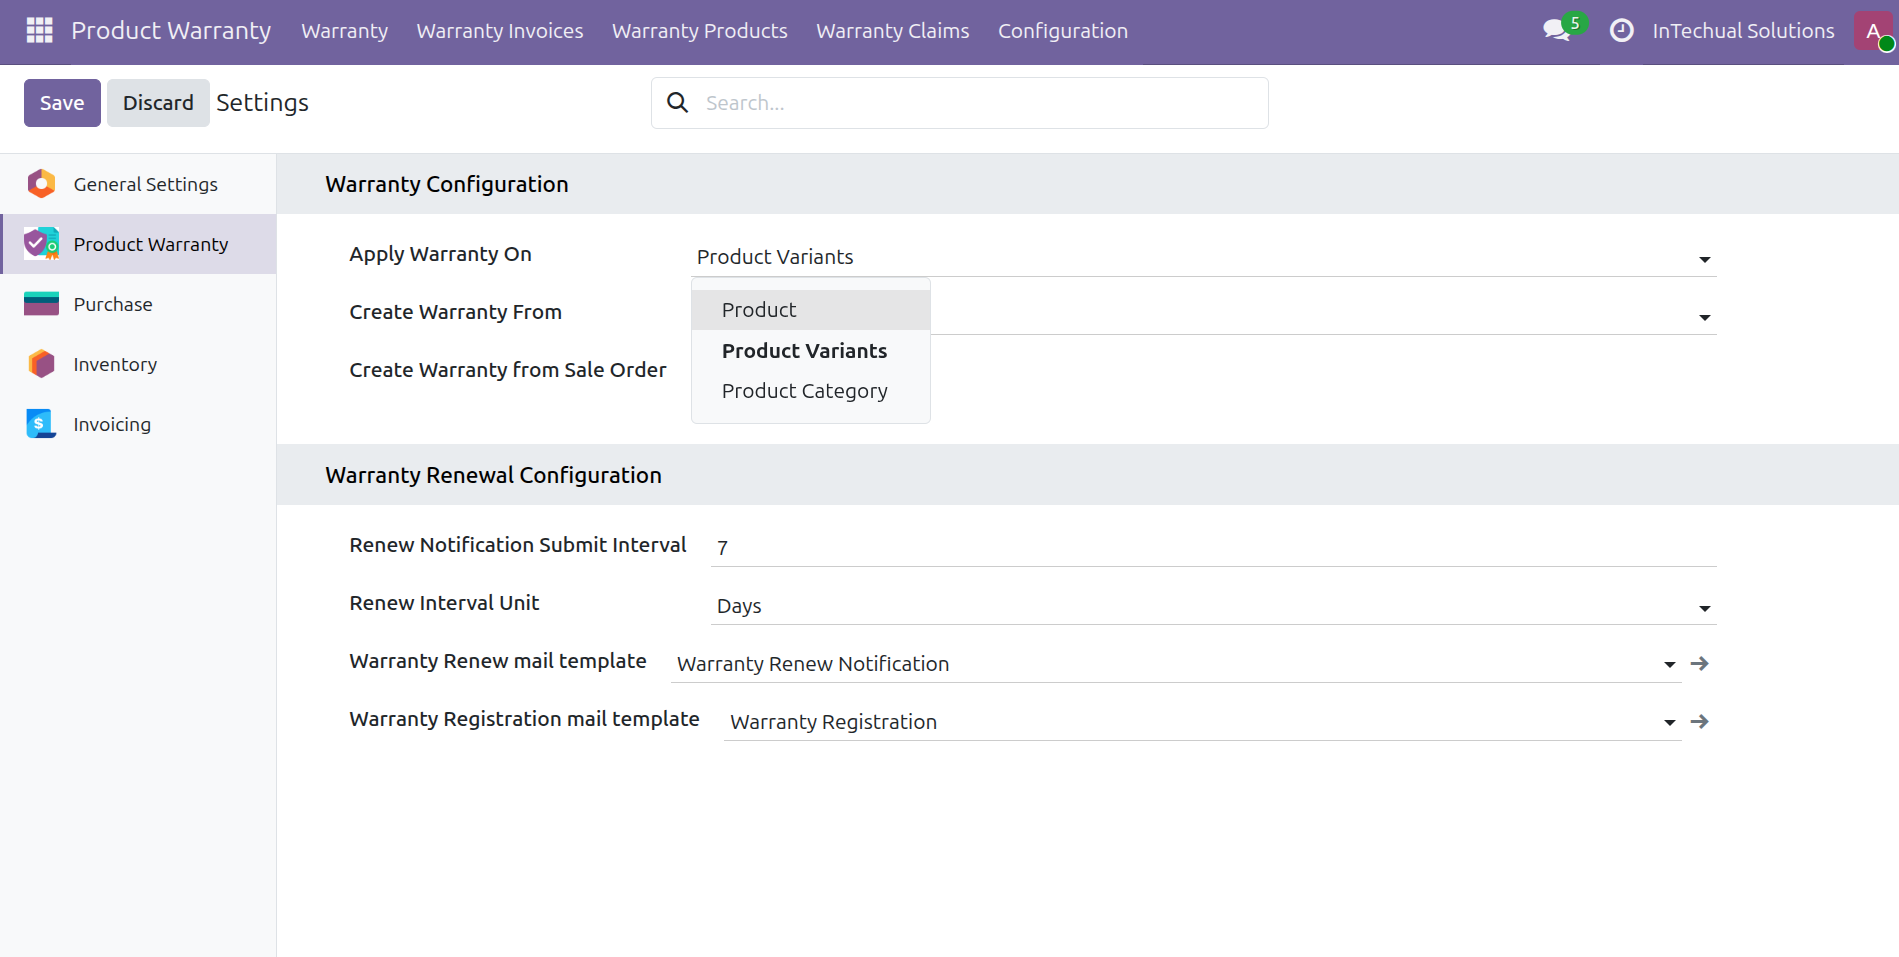 Product Warranty Warranty Warranty Invoices Warranty Products Warranty Claims Configuration 5 InTechual Solutions A
Save Discard Settings Search...
General Settings
Product Warranty
Purchase
Inventory
Invoicing
Warranty Configuration
Apply Warranty On Product Variants
Product
Create Warranty From
Product Variants
Create Warranty from Sale Order
Product Category
Warranty Renewal Configuration
Renew Notification Submit Interval 7
Renew Interval Unit Days
Warranty Renew mail template Warranty Renew Notification
Warranty Registration mail template Warranty Registration